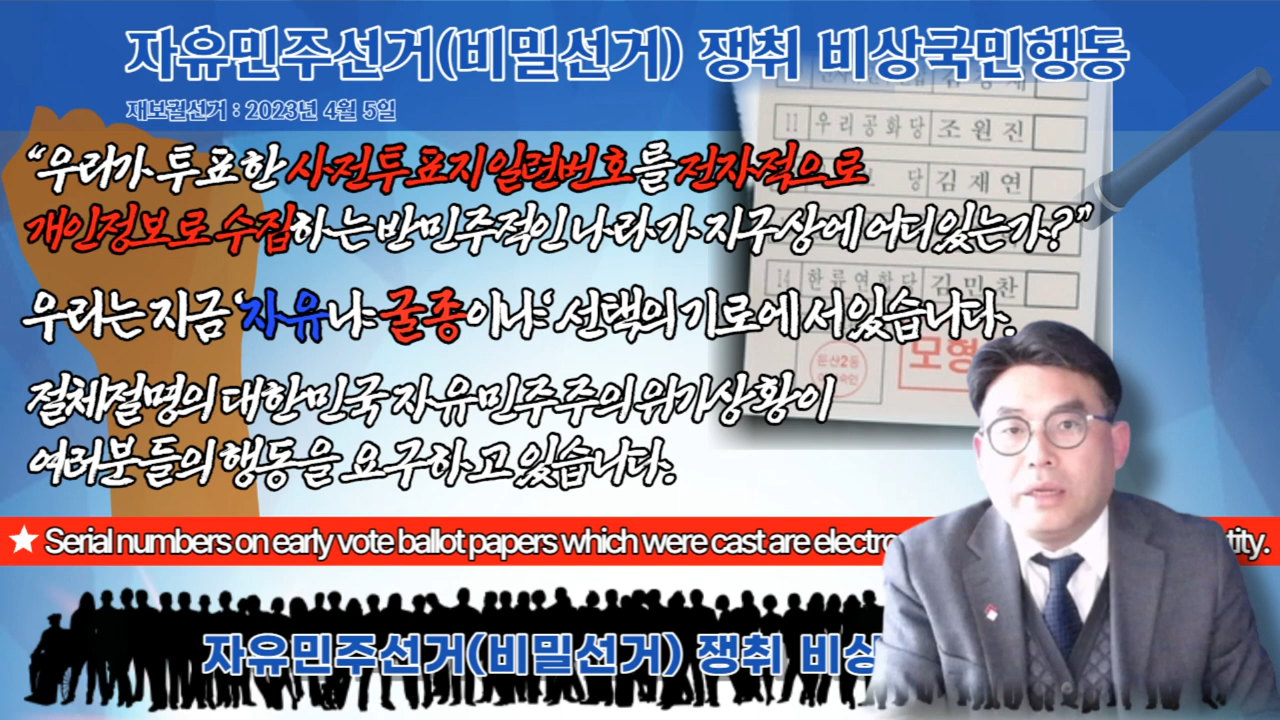 자유민주선거(비밀선거) 쟁취 비상국민행동
재보궐선거 : 2023년 4월 5일
11 우리공화당 조원진
당 김재연
14 한류연합당 김민찬
둔산2동
모형
“우리가 투표한 사전투표지 일련번호를 전자적으로
개인정보로 수집하는 반민주적인 나라가 지구상에 어디있는가?”
우리는 지금 ‘자유냐: 굴종이냐:‘ 선택의 기로에 서있습니다.
절체절명의 대한민국 자유민주주의 위기상황이
여러분들의 행동을 요구하고 있습니다.
★ Serial numbers on early vote ballot papers which were cast are
자유민주선거(비밀선거) 쟁취